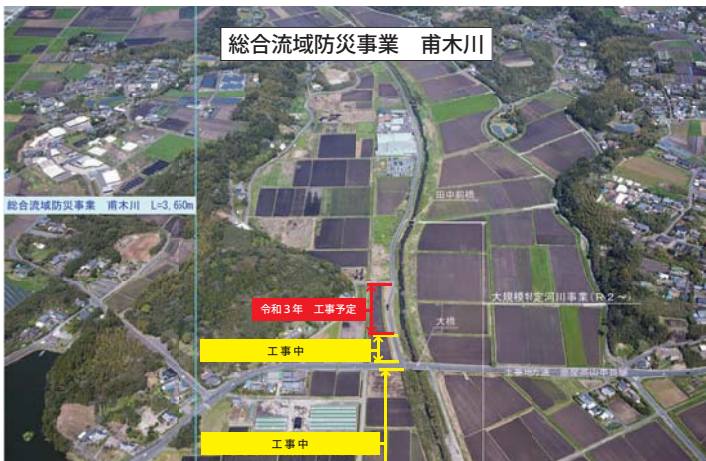 総合流域防災事業　甫木川
総合流域防災事業　甫木川　L=3,650m
田中前橋
令和３年　工事予定
大規模特定河川事業(R２～)
大橋
工事中
工事中